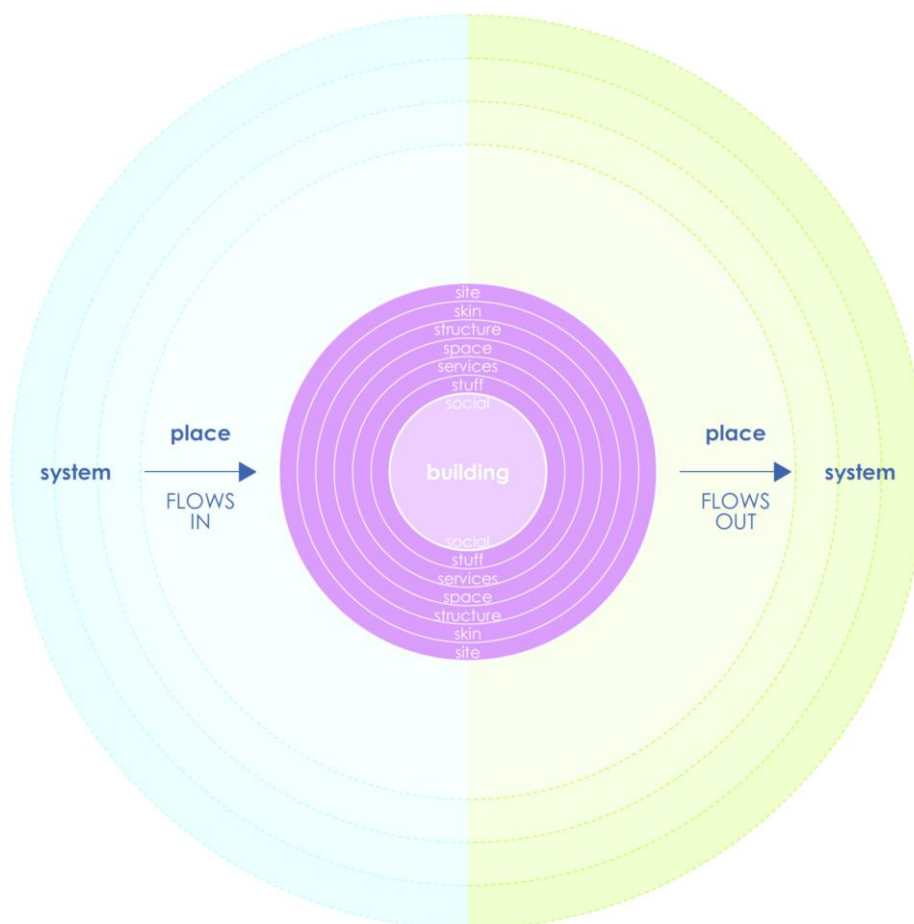 site
skin
structure
space
services
stuff
social
place
place
system
building
system
FLOWS
IN
FLOWS
OUT
social
stuff
services
space
structure
skin
site